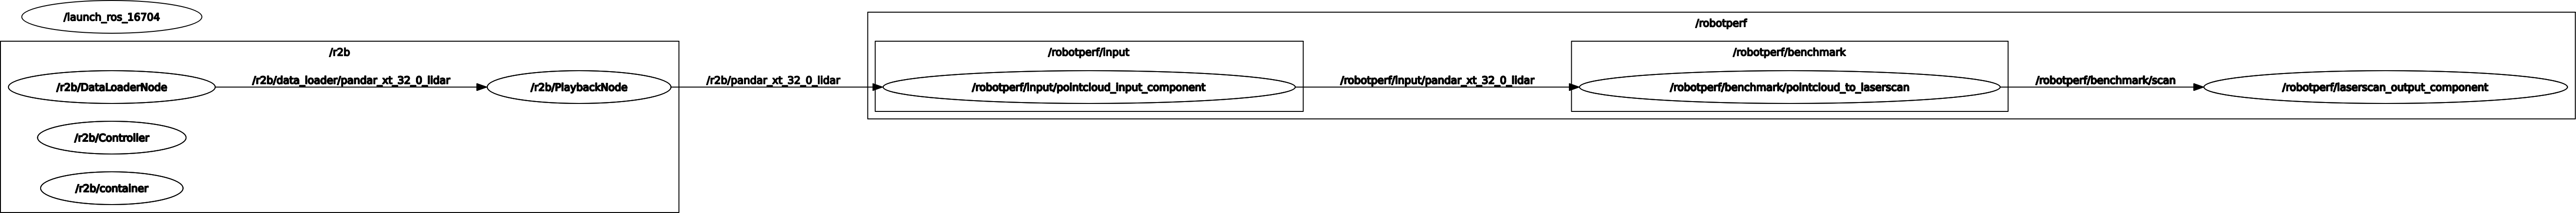 /launch_ros_16704
/robotperf
/r2b
/robotperf/input
/robotperf/benchmark
/r2b/DataLoaderNode
/r2b/data_loader/pandar_xt_32_0_lidar
/r2b/PlaybackNode
/r2b/pandar_xt_32_0_lidar
/robotperf/input/pointcloud_input_component
/robotperf/input/pandar_xt_32_0_lidar
/robotperf/benchmark/pointcloud_to_laserscan
/robotperf/benchmark/scan
/robotperf/laserscan_output_component
/r2b/Controller
/r2b/container